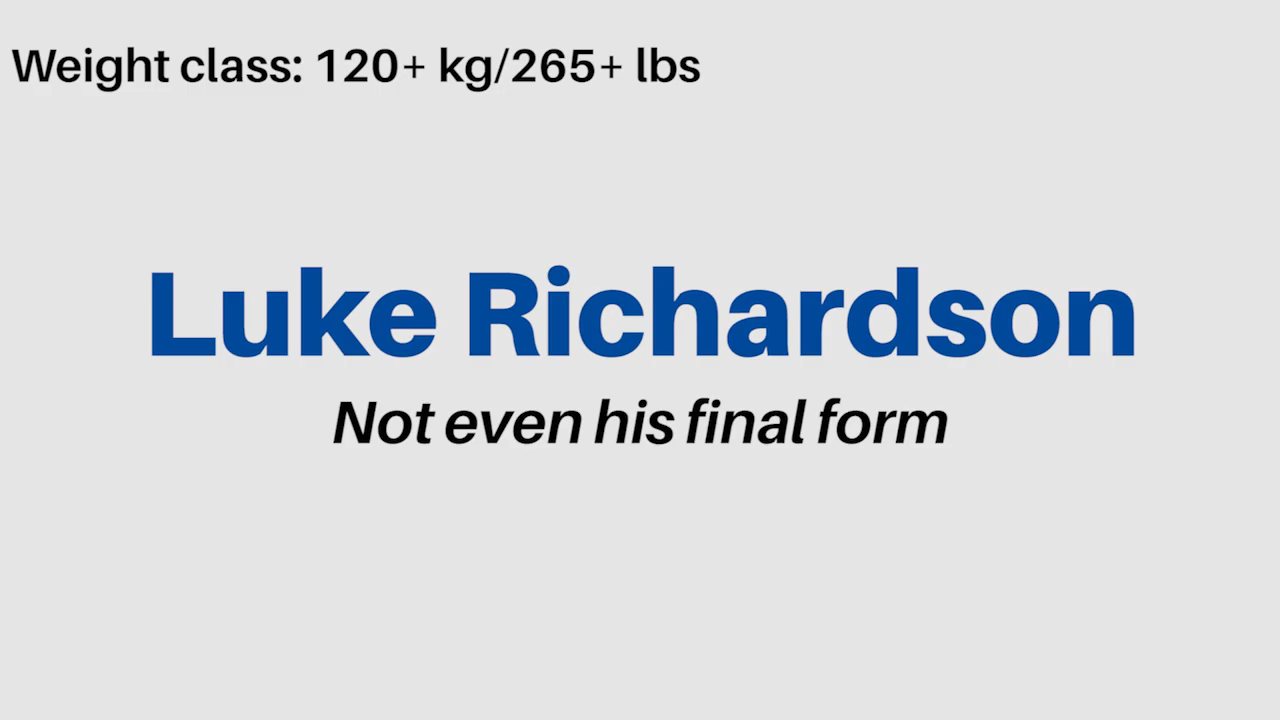 Weight class: 120+ kg/265+ lbs
Luke Richardson
Not even his final form